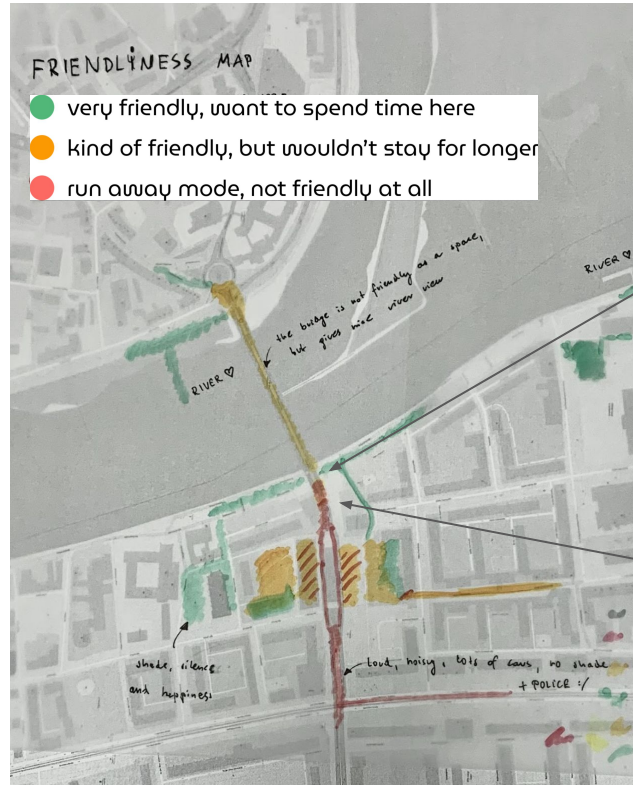 FRIENDLYNESS MAP
very friendly, want to spend time here
kind of friendly, but wouldn't stay for longer
run away mode, not friendly at all
the bridge is not friendly as a space,
but gives nice river view
RIVER ♡
RIVER ♡
shade, silence
and happiness
Loud, noisy, lots of cars, no shade
+ POLICE :/